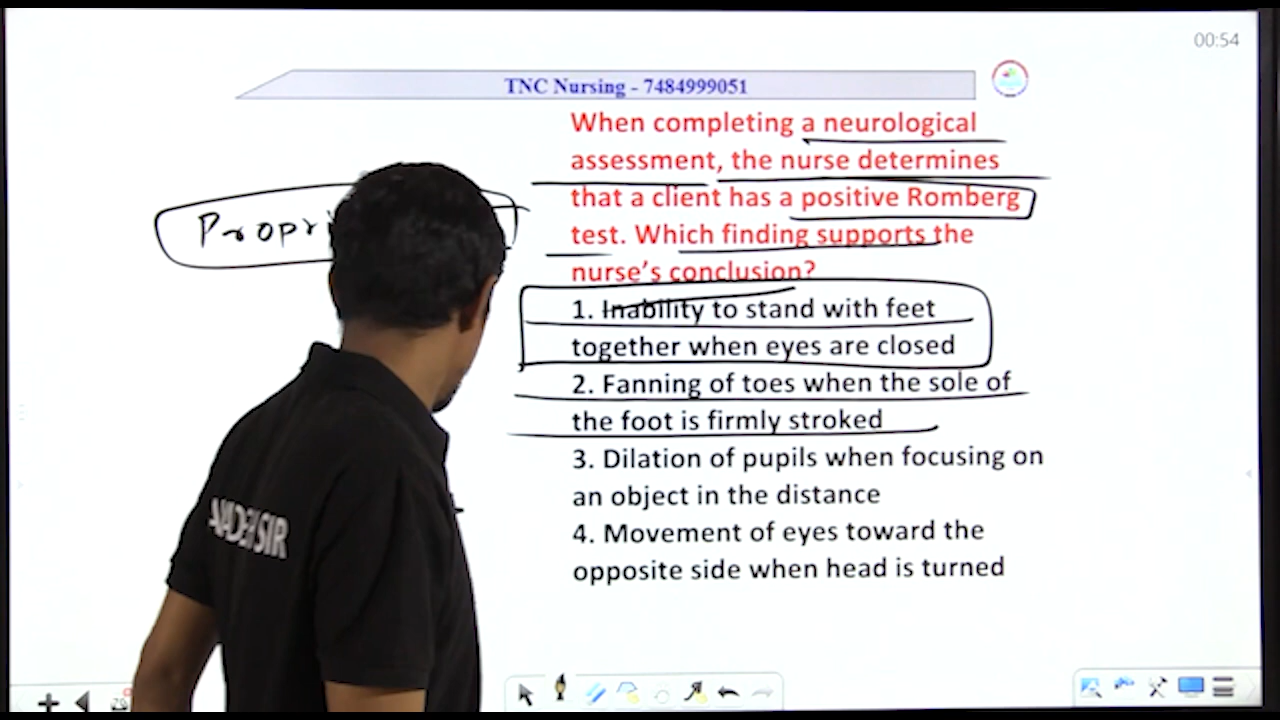 00:54
TNC Nursing - 7484999051
When completing a neurological
assessment, the nurse determines
that a client has a positive Romberg
test. Which finding supports the
nurse's conclusion?
1. Inability to stand with feet
together when eyes are closed
2. Fanning of toes when the sole of
the foot is firmly stroked
3. Dilation of pupils when focusing on
an object in the distance
4. Movement of eyes toward the
opposite side when head is turned
SIR